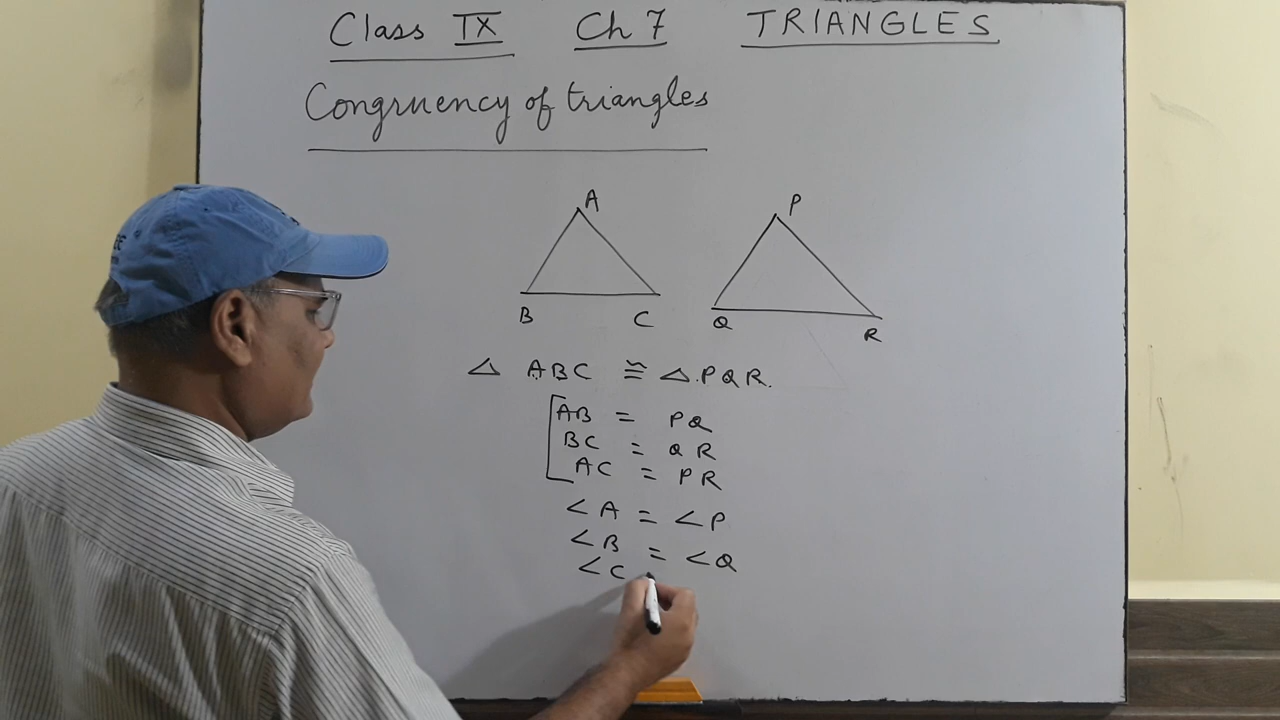 Class IX Ch 7 TRIANGLES
Congruency of triangles
A P
B C Q R
△ ABC ≅ △ PQR.
AB = PQ
BC = QR
AC = PR
∠A = ∠P
∠B = ∠Q
∠C